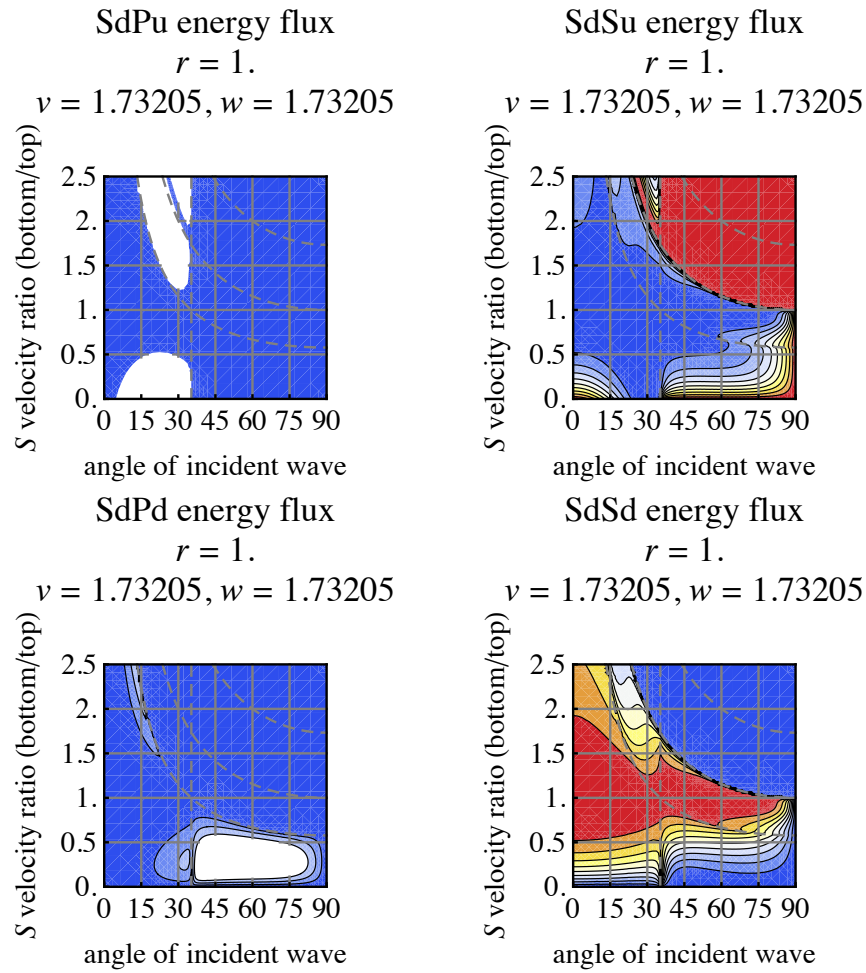 SdPu energy flux
r = 1.
v = 1.73205, w = 1.73205
S velocity ratio (bottom/top)
2.5
2.
1.5
1.
0.5
0.
0 15 30 45 60 75 90
angle of incident wave
SdSu energy flux
r = 1.
v = 1.73205, w = 1.73205
S velocity ratio (bottom/top)
2.5
2.
1.5
1.
0.5
0.
0 15 30 45 60 75 90
angle of incident wave
SdPd energy flux
r = 1.
v = 1.73205, w = 1.73205
S velocity ratio (bottom/top)
2.5
2.
1.5
1.
0.5
0.
0 15 30 45 60 75 90
angle of incident wave
SdSd energy flux
r = 1.
v = 1.73205, w = 1.73205
S velocity ratio (bottom/top)
2.5
2.
1.5
1.
0.5
0.
0 15 30 45 60 75 90
angle of incident wave